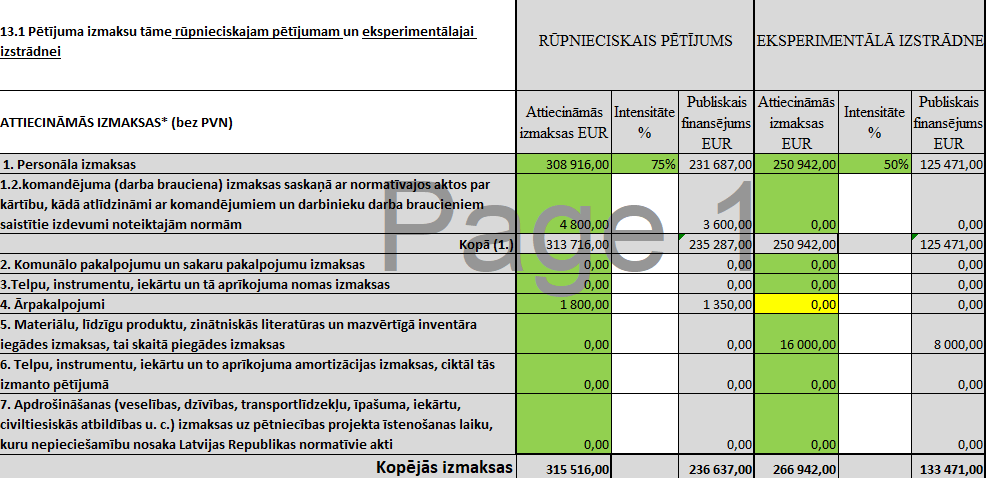 13.1 Pētījuma izmaksu tāme rūpnieciskajam pētījumam un eksperimentālajai
izstrādnei
RŪPNIECISKAIS PĒTĪJUMS EKSPERIMENTĀLĀ IZSTRĀDNE
ATTIECINĀMĀS IZMAKSAS* (bez PVN)
Attiecināmās Intensitāte Publiskais Attiecināmās Intensitāte Publiskais
izmaksas EUR % finansējums izmaksas % finansējums
EUR EUR EUR
1. Personāla izmaksas 308 916,00 75% 231 687,00 250 942,00 50% 125 471,00
1.2.komandējuma (darba brauciena) izmaksas saskaņā ar normatīvajos aktos par
kārtību, kādā atlīdzināmi ar komandējumiem un darbinieku darba braucieniem
saistītie izdevumi noteiktajām normām 4 800,00 3 600,00 0,00 0,00
Kopā (1.) 313 716,00 235 287,00 250 942,00 125 471,00
2. Komunālo pakalpojumu un sakaru pakalpojumu izmaksas 0,00 0,00 0,00 0,00
3.Telpu, instrumentu, iekārtu un tā aprīkojuma nomas izmaksas 0,00 0,00 0,00 0,00
4. Ārpakalpojumi 1 800,00 1 350,00 0,00 0,00
5. Materiālu, līdzīgu produktu, zinātniskās literatūras un mazvērtīgā inventāra
iegādes izmaksas, tai skaitā piegādes izmaksas 0,00 0,00 16 000,00 8 000,00
6. Telpu, instrumentu, iekārtu un to aprīkojuma amortizācijas izmaksas, ciktāl tās
izmanto pētījumā 0,00 0,00 0,00 0,00
7. Apdrošināšanas (veselības, dzīvības, transportlīdzekļu, īpašuma, iekārtu,
civiltiesiskās atbildības u. c.) izmaksas uz pētniecības projekta īstenošanas laiku,
kuru nepieciešamību nosaka Latvijas Republikas normatīvie akti 0,00 0,00 0,00 0,00
Kopējās izmaksas 315 516,00 236 637,00 266 942,00 133 471,00
Page 1